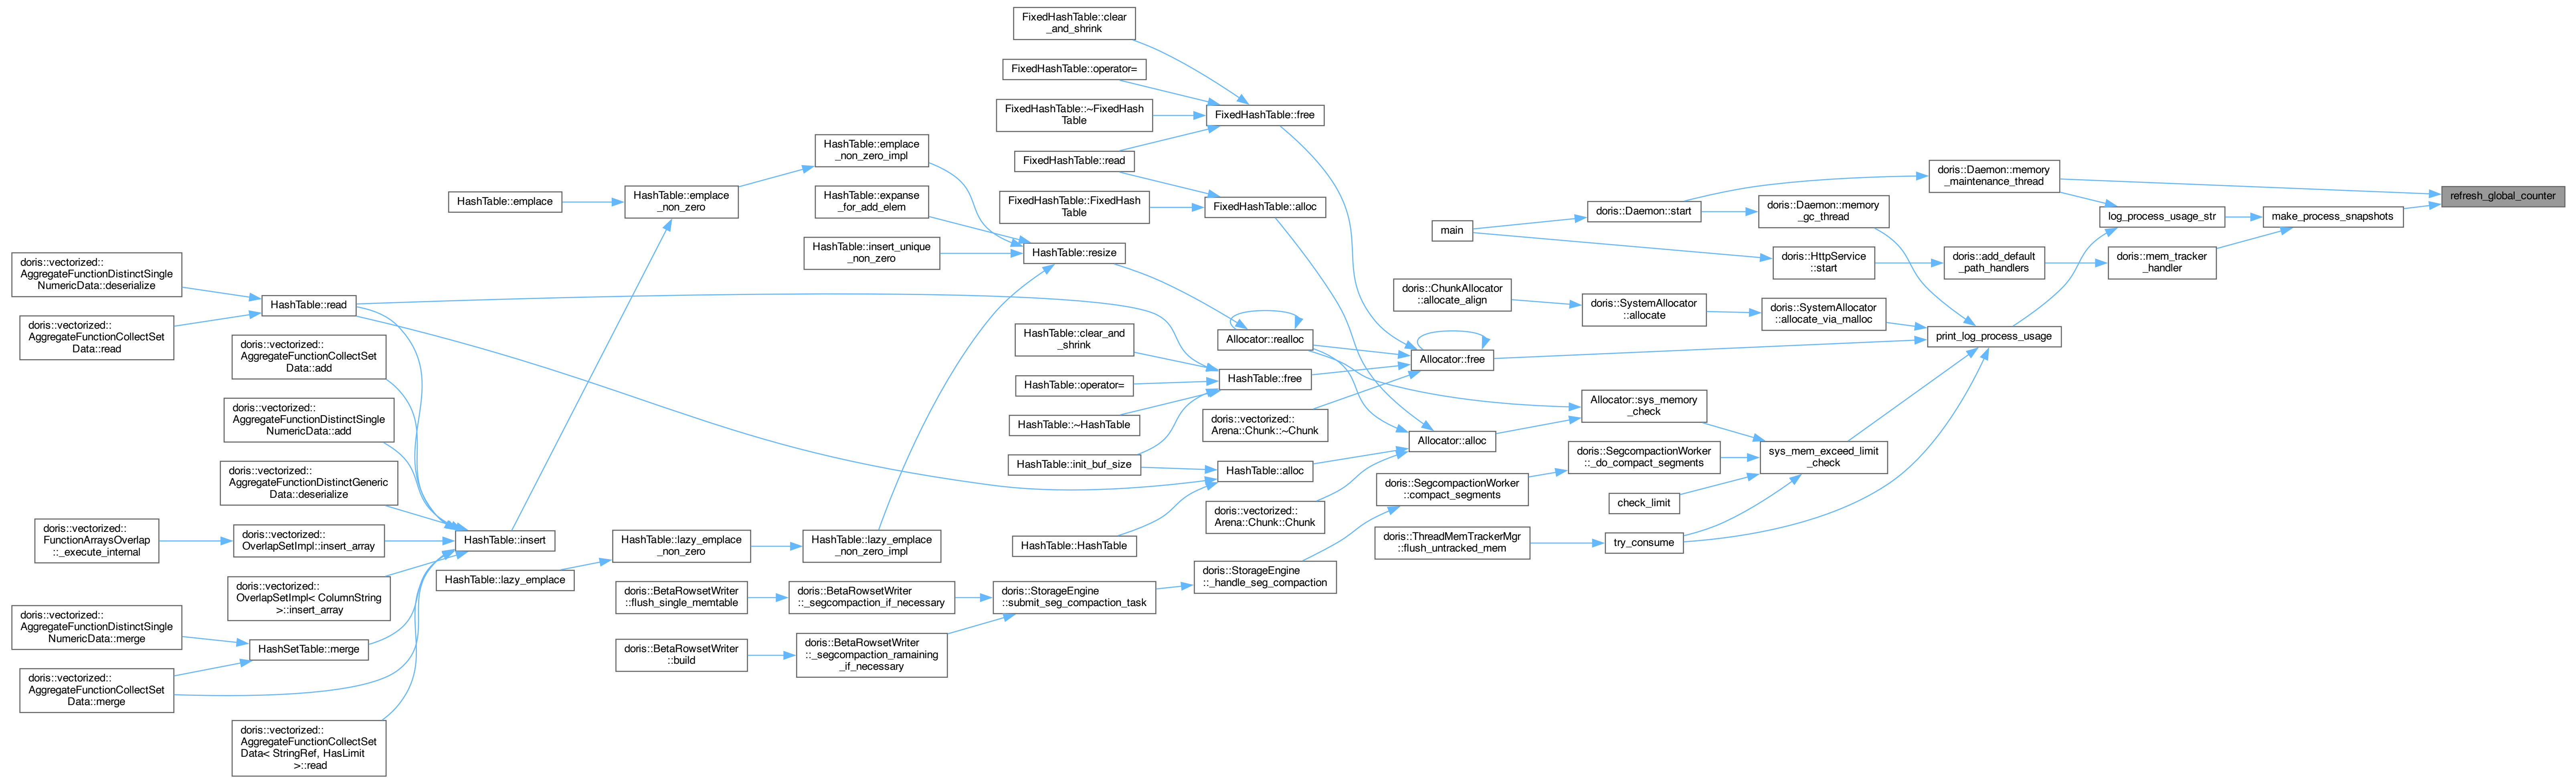 FixedHashTable::clear
_and_shrink
FixedHashTable::operator=
FixedHashTable::~FixedHash
Table
FixedHashTable::free
HashTable::emplace
_non_zero_impl
FixedHashTable::read
doris::Daemon::memory
_maintenance_thread
refresh_global_counter
HashTable::emplace
HashTable::emplace
_non_zero
HashTable::expanse
_for_add_elem
FixedHashTable::FixedHash
Table
FixedHashTable::alloc
doris::Daemon::start
doris::Daemon::memory
_gc_thread
log_process_usage_str
make_process_snapshots
main
HashTable::insert_unique
_non_zero
HashTable::resize
doris::HttpService
::start
doris::add_default
_path_handlers
doris::mem_tracker
_handler
doris::vectorized::
AggregateFunctionDistinctSingle
NumericData::deserialize
HashTable::read
doris::ChunkAllocator
::allocate_align
doris::SystemAllocator
::allocate
doris::SystemAllocator
::allocate_via_malloc
doris::vectorized::
AggregateFunctionCollectSet
Data::read
HashTable::clear_and
_shrink
Allocator::realloc
print_log_process_usage
doris::vectorized::
AggregateFunctionCollectSet
Data::add
Allocator::free
HashTable::operator=
HashTable::free
doris::vectorized::
AggregateFunctionDistinctSingle
NumericData::add
HashTable::~HashTable
doris::vectorized::
Arena::Chunk::~Chunk
Allocator::sys_memory
_check
Allocator::alloc
doris::vectorized::
AggregateFunctionDistinctGeneric
Data::deserialize
HashTable::init_buf_size
HashTable::alloc
doris::SegcompactionWorker
::_do_compact_segments
sys_mem_exceed_limit
_check
doris::SegcompactionWorker
::compact_segments
check_limit
doris::vectorized::
Arena::Chunk::Chunk
doris::vectorized::
FunctionArraysOverlap
::_execute_internal
doris::vectorized::
OverlapSetImpl::insert_array
HashTable::insert
HashTable::lazy_emplace
_non_zero
HashTable::lazy_emplace
_non_zero_impl
HashTable::HashTable
doris::ThreadMemTrackerMgr
::flush_untracked_mem
try_consume
doris::vectorized::
OverlapSetImpl< ColumnString
>::insert_array
HashTable::lazy_emplace
doris::StorageEngine
::_handle_seg_compaction
doris::BetaRowsetWriter
::flush_single_memtable
doris::BetaRowsetWriter
::_segcompaction_if_necessary
doris::StorageEngine
::submit_seg_compaction_task
doris::vectorized::
AggregateFunctionDistinctSingle
NumericData::merge
HashSetTable::merge
doris::BetaRowsetWriter
::build
doris::BetaRowsetWriter
::_segcompaction_ramaining
_if_necessary
doris::vectorized::
AggregateFunctionCollectSet
Data::merge
doris::vectorized::
AggregateFunctionCollectSet
Data< StringRef, HasLimit
>::read